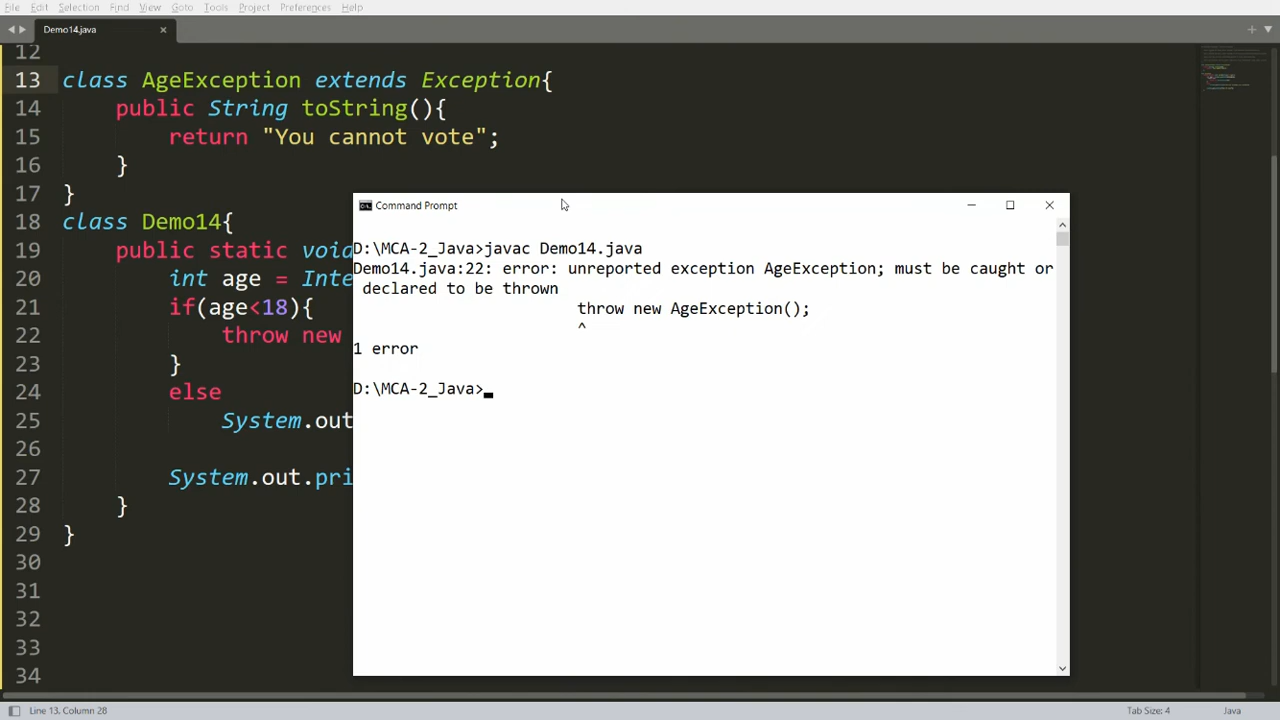 File Edit Selection Find View Goto Tools Project Preferences Help
Demo14.java
12
13 class AgeException extends Exception{
14 public String toString(){
15 return "You cannot vote";
16 }
17 }
18 class Demo14{
19 public static void
20 int age = Inte
21 if(age<18){
22 throw new
23 }
24 else
25 System.out
26
27 System.out.pri
28 }
29 }
30
31
32
33
34
Command Prompt
D:\MCA-2_Java>javac Demo14.java
Demo14.java:22: error: unreported exception AgeException; must be caught or
declared to be thrown
throw new AgeException();
^
1 error
D:\MCA-2_Java>
Line 13, Column 28
Tab Size: 4
Java